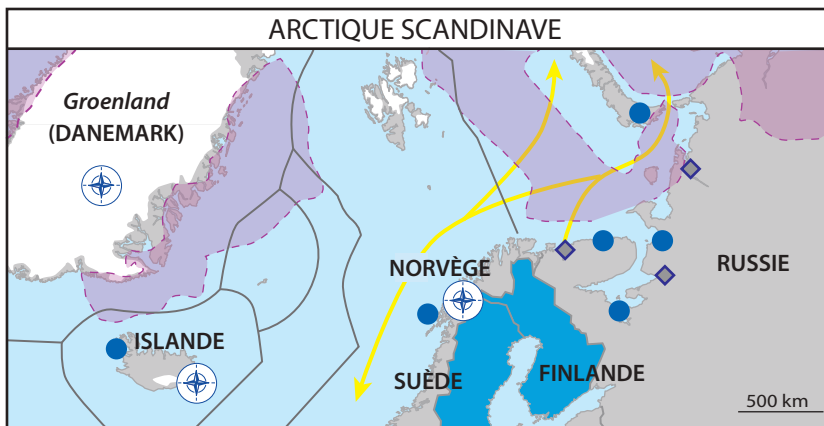 ARCTIQUE SCANDINAVE
Groenland
(DANEMARK)
NORVÈGE
RUSSIE
ISLANDE
SUÈDE
FINLANDE
500 km